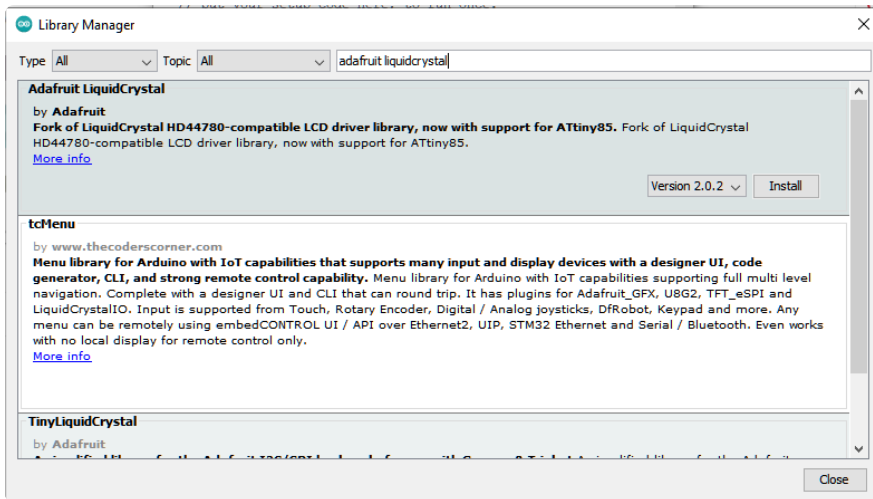 // put your setup code here, to run once:
Library Manager
Type All Topic All adafruit liquidcrystal
Adafruit LiquidCrystal
by Adafruit
Fork of LiquidCrystal HD44780-compatible LCD driver library, now with support for ATtiny85. Fork of LiquidCrystal
HD44780-compatible LCD driver library, now with support for ATtiny85.
More info
Version 2.0.2 Install
tcMenu
by www.thecoderscorner.com
Menu library for Arduino with IoT capabilities that supports many input and display devices with a designer UI, code
generator, CLI, and strong remote control capability. Menu library for Arduino with IoT capabilities supporting full multi level
navigation. Complete with a designer UI and CLI that can round trip. It has plugins for Adafruit_GFX, U8G2, TFT_eSPI and
LiquidCrystalIO. Input is supported from Touch, Rotary Encoder, Digital / Analog joysticks, DfRobot, Keypad and more. Any
menu can be remotely using embedCONTROL UI / API over Ethernet2, UIP, STM32 Ethernet and Serial / Bluetooth. Even works
with no local display for remote control only.
More info
TinyLiquidCrystal
by Adafruit
Close